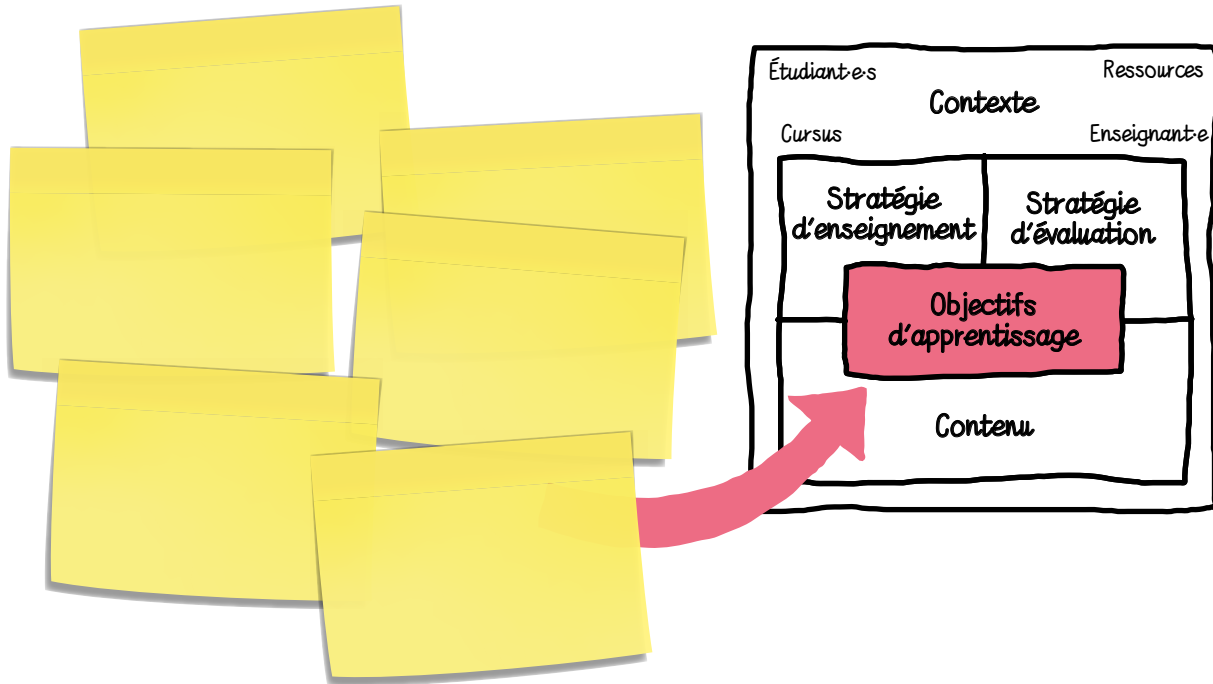 Étudiant·e·s
Ressources
Contexte
Cursus
Enseignant·e
Stratégie
d'enseignement
Stratégie
d'évaluation
Objectifs
d'apprentissage
Contenu